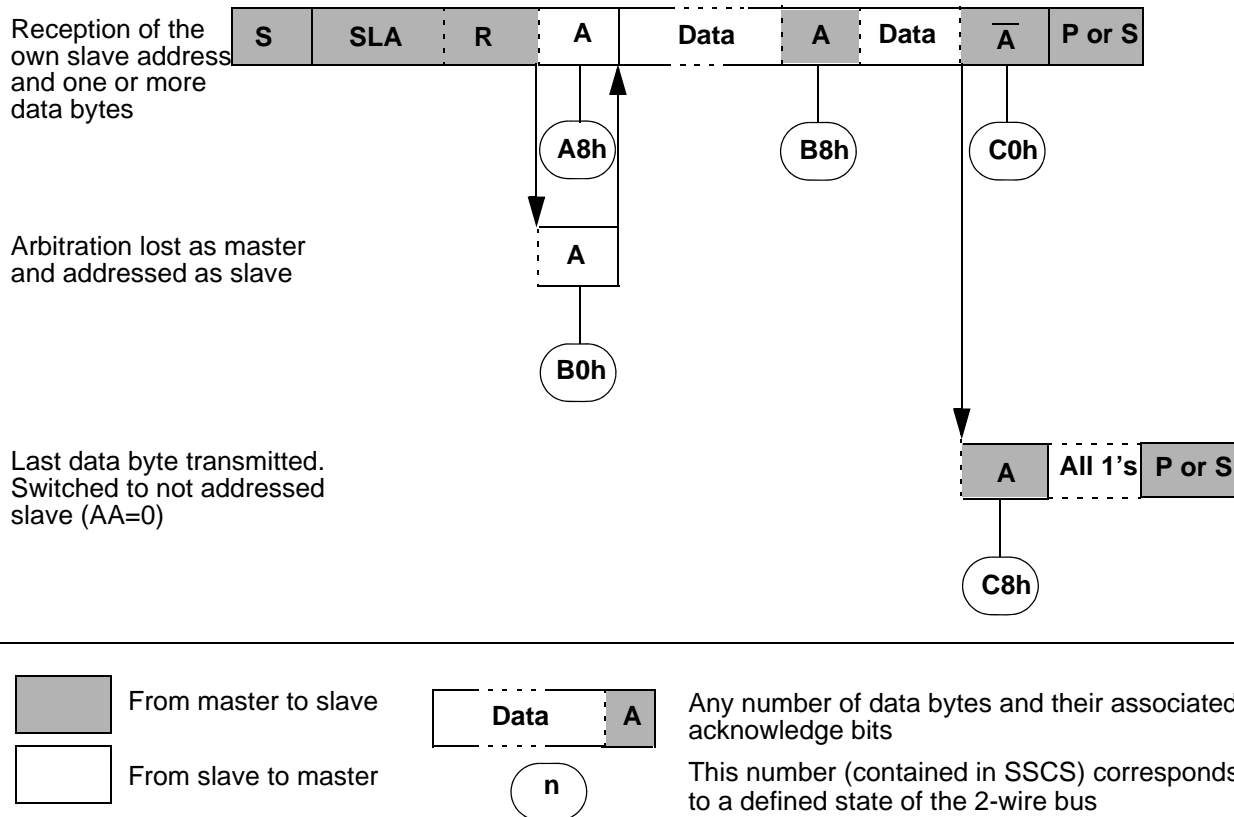 Reception of the
own slave address
and one or more
data bytes
S SLA R A Data A Data A̅ P or S
A8h B8h C0h
Arbitration lost as master
and addressed as slave
A
B0h
Last data byte transmitted.
Switched to not addressed
slave (AA=0)
A All 1's P or S
C8h
From master to slave
Data A
Any number of data bytes and their associated
acknowledge bits
From slave to master
n
This number (contained in SSCS) corresponds
to a defined state of the 2-wire bus